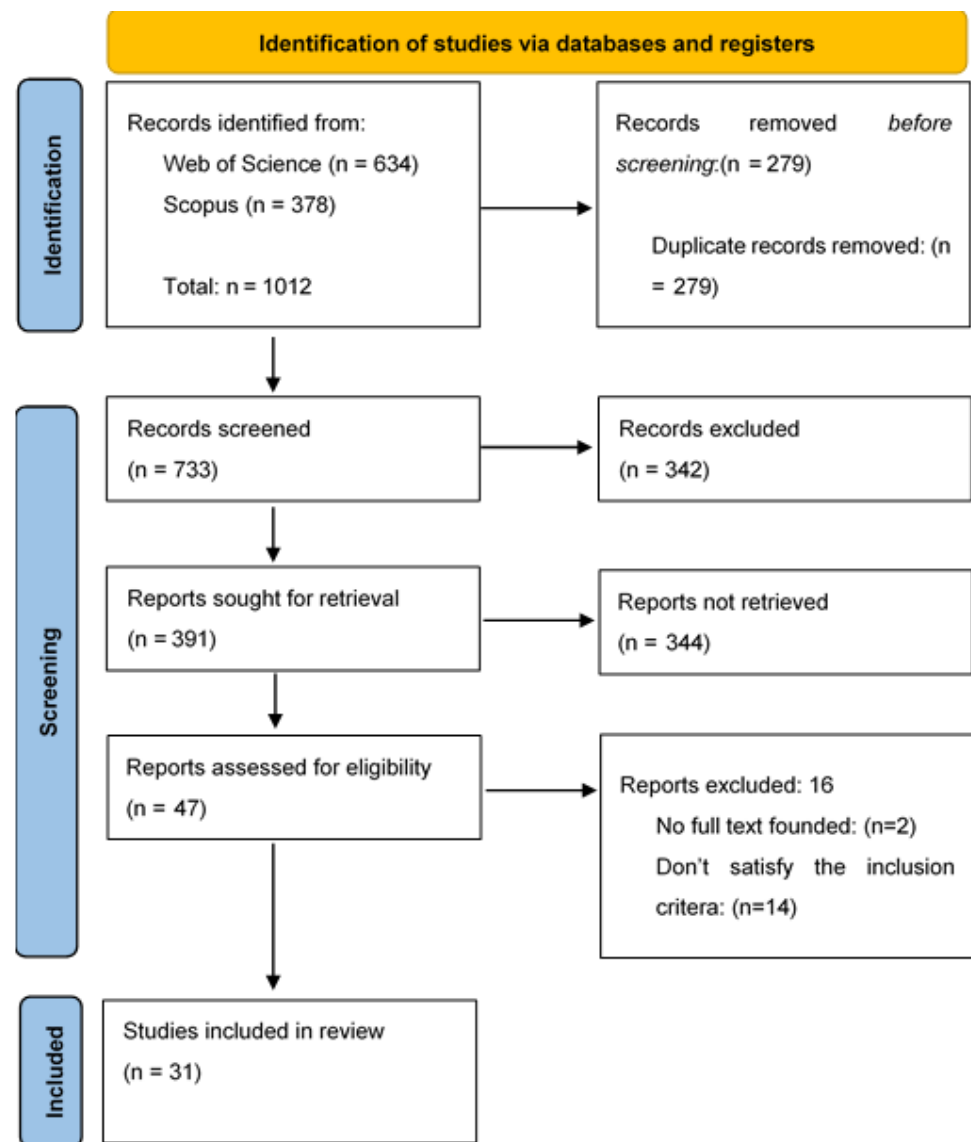 Identification of studies via databases and registers
Identification
Records identified from:
Web of Science (n = 634)
Scopus (n = 378)
Total: n = 1012
Records removed before
screening:(n = 279)
Duplicate records removed: (n
= 279)
Screening
Records screened
(n = 733)
Records excluded
(n = 342)
Reports sought for retrieval
(n = 391)
Reports not retrieved
(n = 344)
Reports assessed for eligibility
(n = 47)
Reports excluded: 16
No full text founded: (n=2)
Don't satisfy the inclusion
critera: (n=14)
Included
Studies included in review
(n = 31)